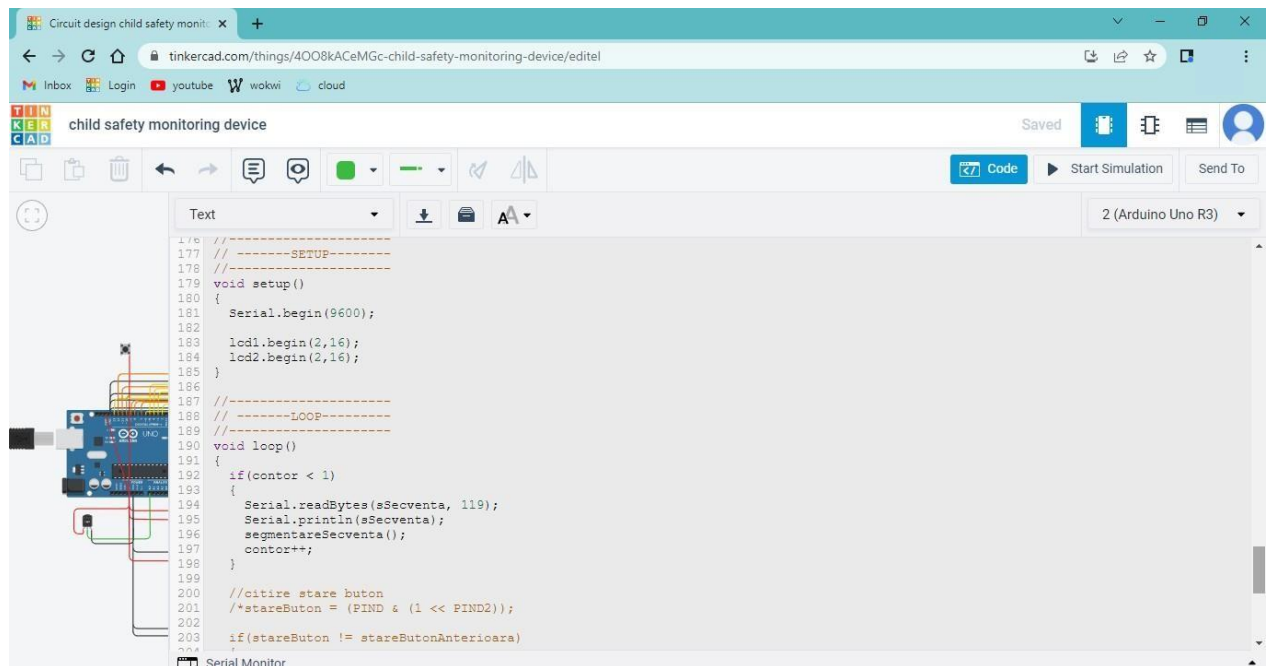 Circuit design child safety monito
tinkercad.com/things/4OO8kACeMGc-child-safety-monitoring-device/editel
Inbox Login youtube wokwi cloud
TIN
KER
CAD
child safety monitoring device
Saved
Code
Start Simulation
Send To
Text
2 (Arduino Uno R3)
176 //---------------------
177 // -------SETUP--------
178 //---------------------
179 void setup()
180 {
181 Serial.begin(9600);
182
183 lcd1.begin(2,16);
184 lcd2.begin(2,16);
185 }
186
187 //---------------------
188 // -------LOOP---------
189 //---------------------
190 void loop()
191 {
192 if(contor < 1)
193 {
194 Serial.readBytes(sSecventa, 119);
195 Serial.println(sSecventa);
196 segmentareSecventa();
197 contor++;
198 }
199
200 //citire stare buton
201 /*stareButon = (PIND & (1 << PIND2));
202
203 if(stareButon != stareButonAnterioara)
Serial Monitor
UNO